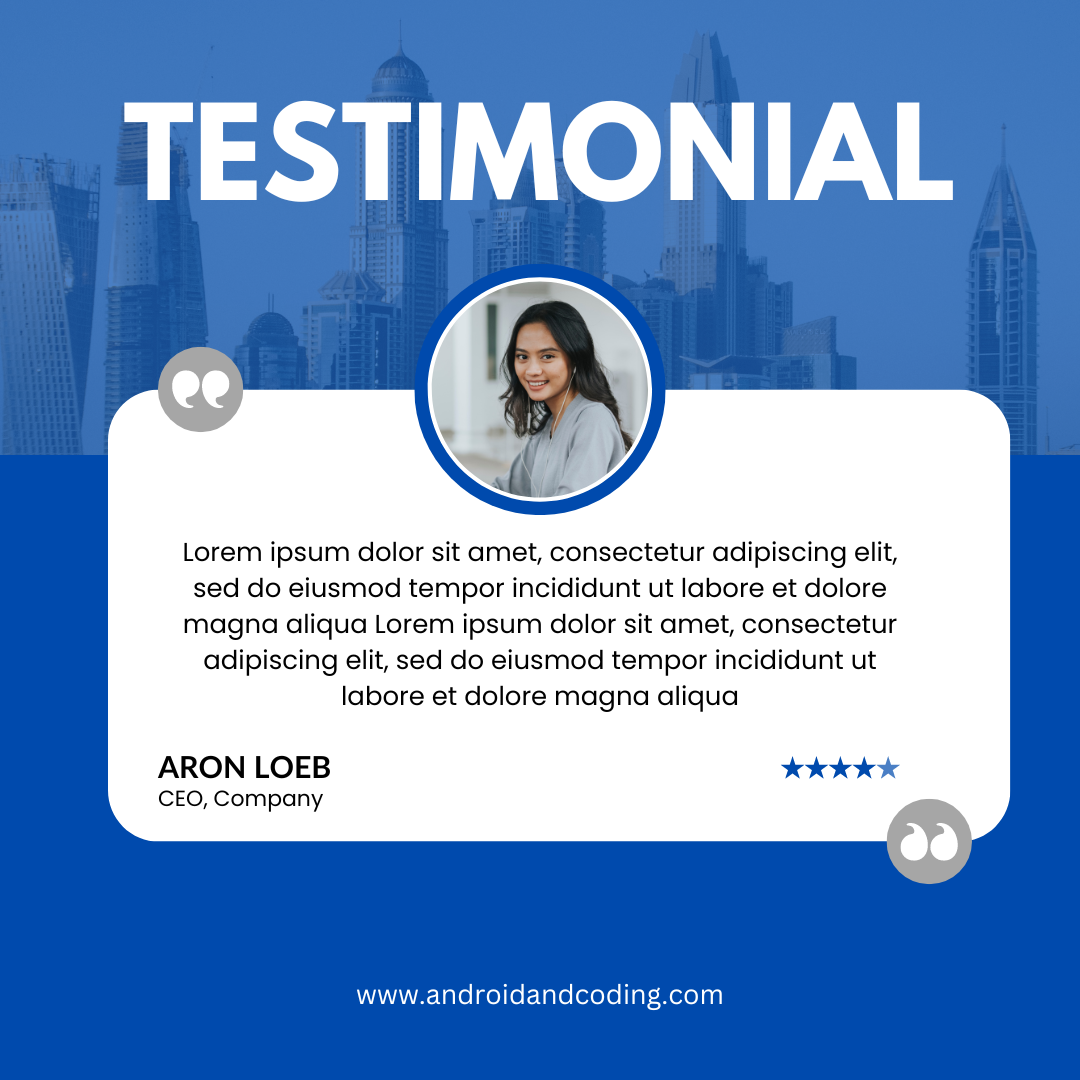 TESTIMONIAL
Lorem ipsum dolor sit amet, consectetur adipiscing elit,
sed do eiusmod tempor incididunt ut labore et dolore
magna aliqua Lorem ipsum dolor sit amet, consectetur
adipiscing elit, sed do eiusmod tempor incididunt ut
labore et dolore magna aliqua
ARON LOEB
CEO, Company
www.androidandcoding.com